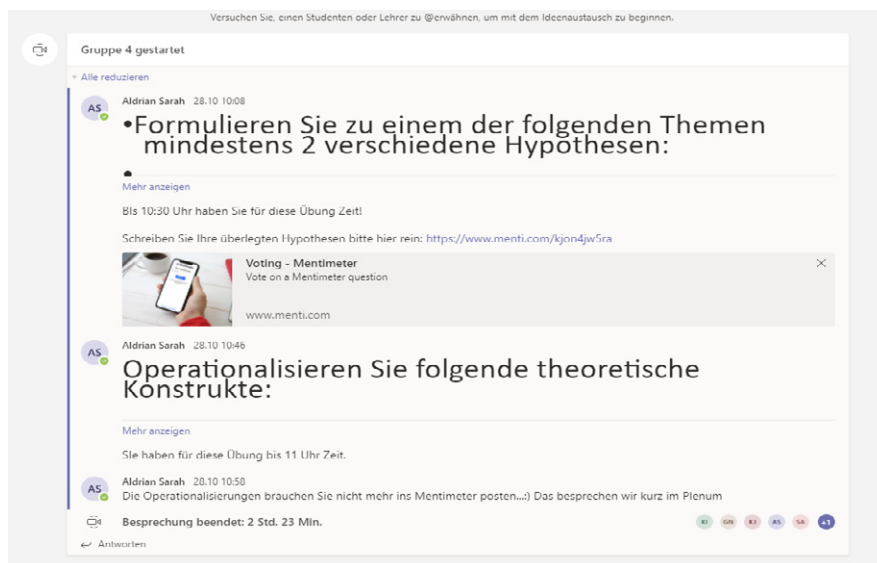 Versuchen Sie, einen Studenten oder Lehrer zu @erwähnen, um mit dem Ideenaustausch zu beginnen.
Gruppe 4 gestartet
Alle reduzieren
AS
Aldrian Sarah 28.10 10:08
•Formulieren Sie zu einem der folgenden Themen
mindestens 2 verschiedene Hypothesen:
•
Mehr anzeigen
Bis 10:30 Uhr haben Sie für diese Übung Zeit!
Schreiben Sie Ihre überlegten Hypothesen bitte hier rein: https://www.menti.com/kjon4jw5ra
Voting - Mentimeter
Vote on a Mentimeter question
www.menti.com
AS
Aldrian Sarah 28.10 10:46
Operationalisieren Sie folgende theoretische
Konstrukte:
Mehr anzeigen
Sie haben für diese Übung bis 11 Uhr Zeit.
AS
Aldrian Sarah 28.10 10:58
Die Operationalisierungen brauchen Sie nicht mehr ins Mentimeter posten...:) Das besprechen wir kurz im Plenum
Besprechung beendet: 2 Std. 23 Min. KI GN KJ AS SA +1
Antworten